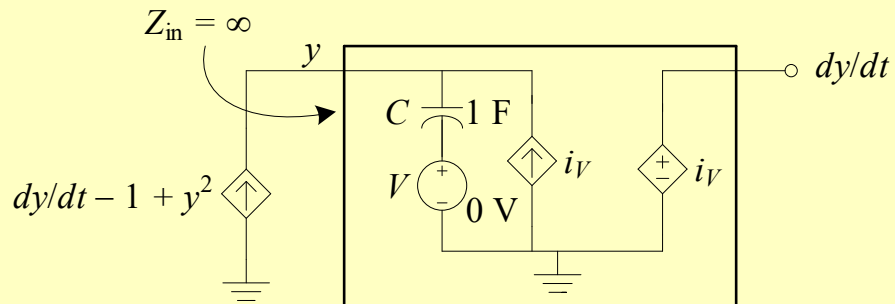 Z_in = ∞
y
dy/dt
C
1 F
V
+
−
0 V
i_V
+
−
i_V
dy/dt − 1 + y²